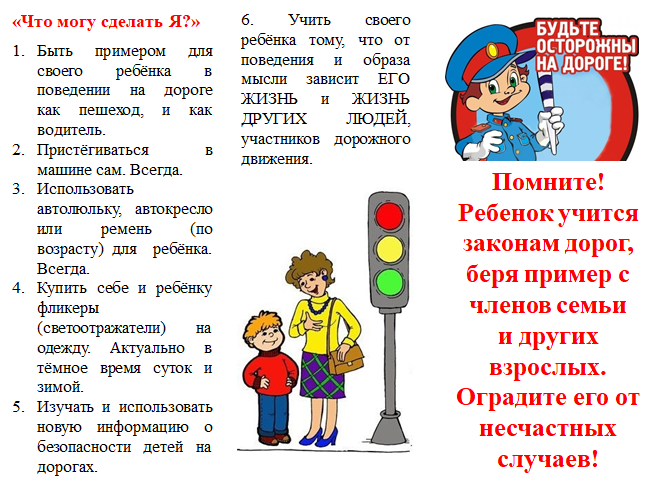 «Что могу сделать Я?»
1. Быть примером для
своего ребёнка в
поведении на дороге
как пешеход, и как
водитель.
2. Пристёгиваться в
машине сам. Всегда.
3. Использовать
автолюльку, автокресло
или ремень (по
возрасту) для ребёнка.
Всегда.
4. Купить себе и ребёнку
фликеры
(светоотражатели) на
одежду. Актуально в
тёмное время суток и
зимой.
5. Изучать и использовать
новую информацию о
безопасности детей на
дорогах.
6. Учить своего
ребёнка тому, что от
поведения и образа
мысли зависит ЕГО
ЖИЗНЬ и ЖИЗНЬ
ДРУГИХ ЛЮДЕЙ,
участников дорожного
движения.
БУДЬТЕ
ОСТОРОЖНЫ
НА ДОРОГЕ!
Помните!
Ребенок учится
законам дорог,
беря пример с
членов семьи
и других
взрослых.
Оградите его от
несчастных
случаев!